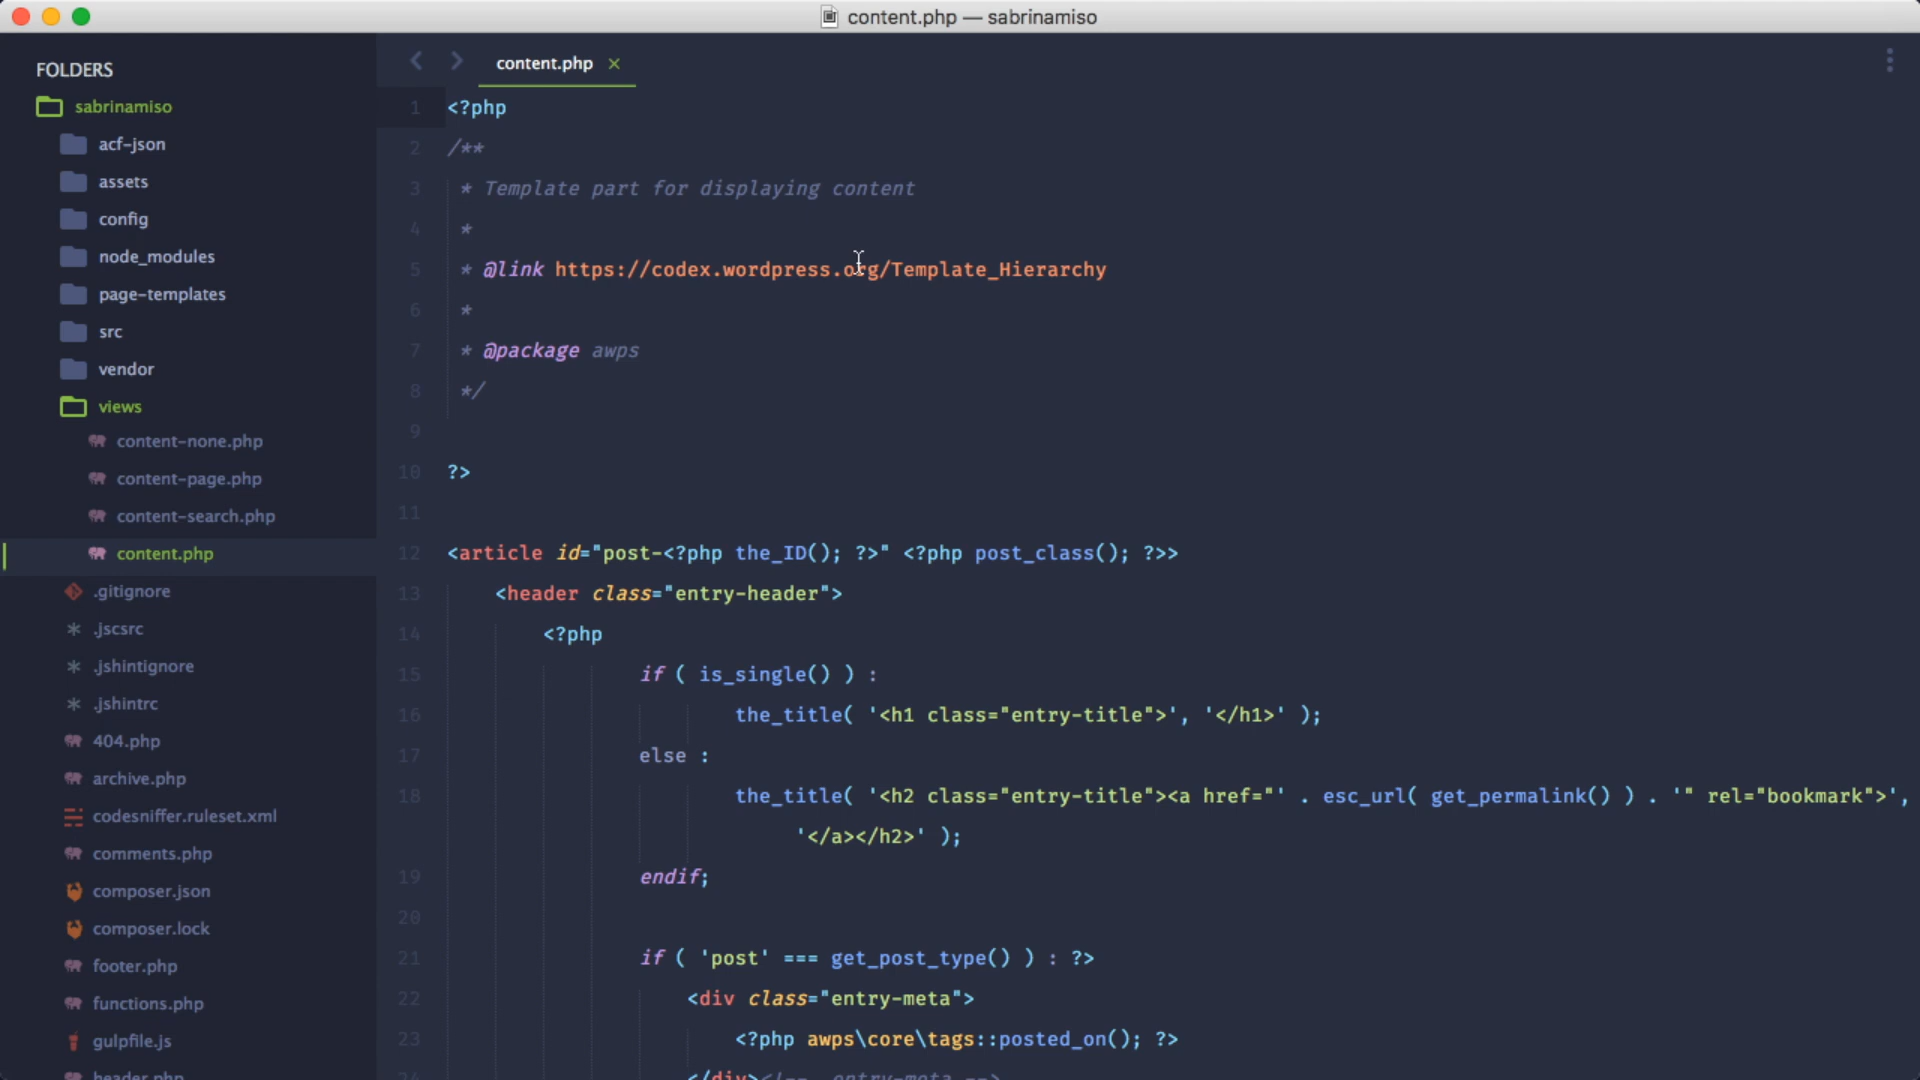 content.php — sabrinamiso
FOLDERS
sabrinamiso
acf-json
assets
config
node_modules
page-templates
src
vendor
views
content-none.php
content-page.php
content-search.php
content.php
.gitignore
.jscsrc
.jshintignore
.jshintrc
404.php
archive.php
codesniffer.ruleset.xml
comments.php
composer.json
composer.lock
footer.php
functions.php
gulpfile.js
header.php
content.php ×
1 <?php
2 /**
3 * Template part for displaying content
4 *
5 * @link https://codex.wordpress.org/Template_Hierarchy
6 *
7 * @package awps
8 */
9
10 ?>
11
12 <article id="post-<?php the_ID(); ?>" <?php post_class(); ?>>
13 <header class="entry-header">
14 <?php
15 if ( is_single() ) :
16 the_title( '<h1 class="entry-title">', '</h1>' );
17 else :
18 the_title( '<h2 class="entry-title"><a href="' . esc_url( get_permalink() ) . '" rel="bookmark">',
'</a></h2>' );
19 endif;
20
21 if ( 'post' === get_post_type() ) : ?>
22 <div class="entry-meta">
23 <?php awps\core\tags::posted_on(); ?>
24 </div><!-- .entry-meta -->